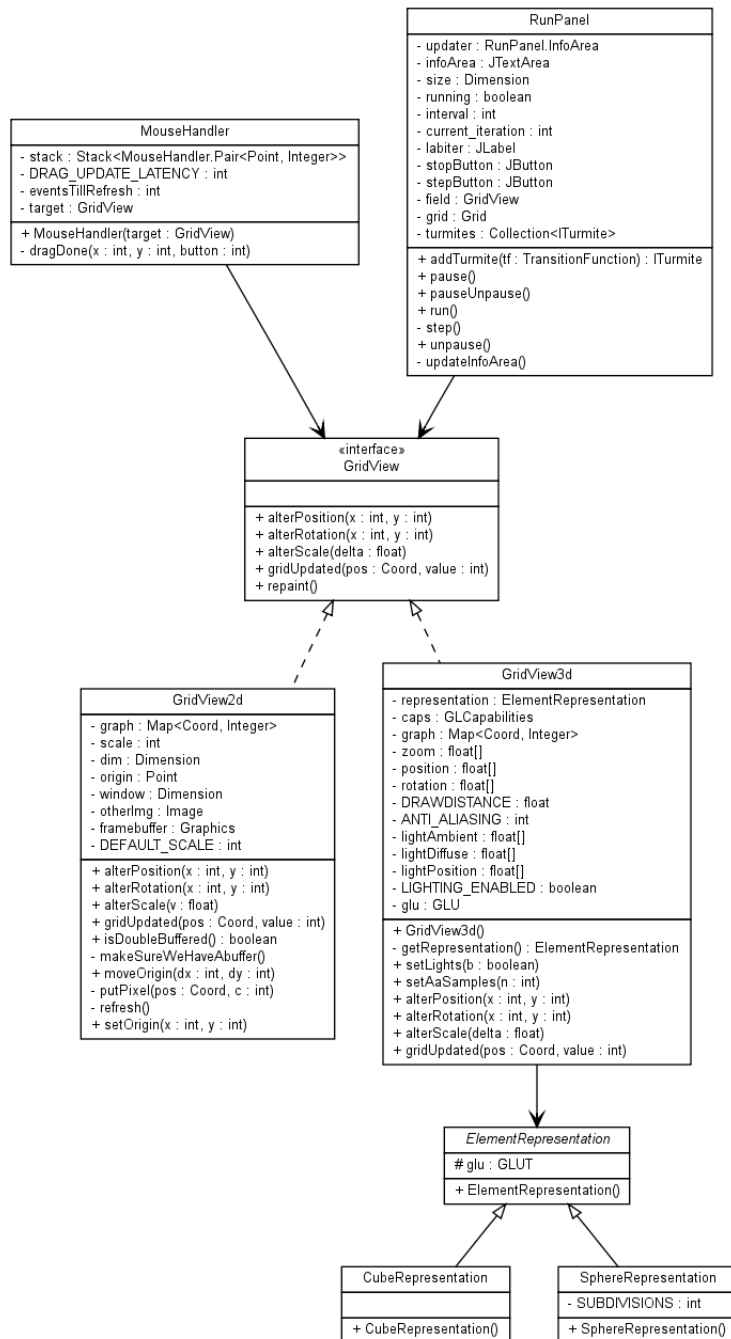 RunPanel
- updater : RunPanel.InfoArea
- infoArea : JTextArea
- size : Dimension
- running : boolean
- interval : int
- current_iteration : int
- labiter : JLabel
- stopButton : JButton
- stepButton : JButton
- field : GridView
- grid : Grid
- turmites : Collection<ITurmite>
+ addTurmite(tf : TransitionFunction) : ITurmite
+ pause()
+ pauseUnpause()
+ run()
- step()
+ unpause()
- updateInfoArea()
MouseHandler
- stack : Stack<MouseHandler.Pair<Point, Integer>>
- DRAG_UPDATE_LATENCY : int
- eventsTillRefresh : int
- target : GridView
+ MouseHandler(target : GridView)
- dragDone(x : int, y : int, button : int)
«interface»
GridView
+ alterPosition(x : int, y : int)
+ alterRotation(x : int, y : int)
+ alterScale(delta : float)
+ gridUpdated(pos : Coord, value : int)
+ repaint()
GridView2d
- graph : Map<Coord, Integer>
- scale : int
- dim : Dimension
- origin : Point
- window : Dimension
- otherImg : Image
- framebuffer : Graphics
- DEFAULT_SCALE : int
+ alterPosition(x : int, y : int)
+ alterRotation(x : int, y : int)
+ alterScale(v : float)
+ gridUpdated(pos : Coord, value : int)
+ isDoubleBuffered() : boolean
- makeSureWeHaveAbuffer()
+ moveOrigin(dx : int, dy : int)
- putPixel(pos : Coord, c : int)
- refresh()
+ setOrigin(x : int, y : int)
GridView3d
- representation : ElementRepresentation
- caps : GLCapabilities
- graph : Map<Coord, Integer>
- zoom : float[]
- position : float[]
- rotation : float[]
- DRAWDISTANCE : float
- ANTI_ALIASING : int
- lightAmbient : float[]
- lightDiffuse : float[]
- lightPosition : float[]
- LIGHTING_ENABLED : boolean
- glu : GLU
+ GridView3d()
- getRepresentation() : ElementRepresentation
+ setLights(b : boolean)
+ setAaSamples(n : int)
+ alterPosition(x : int, y : int)
+ alterRotation(x : int, y : int)
+ alterScale(delta : float)
+ gridUpdated(pos : Coord, value : int)
ElementRepresentation
# glu : GLUT
+ ElementRepresentation()
CubeRepresentation
+ CubeRepresentation()
SphereRepresentation
- SUBDIVISIONS : int
+ SphereRepresentation()